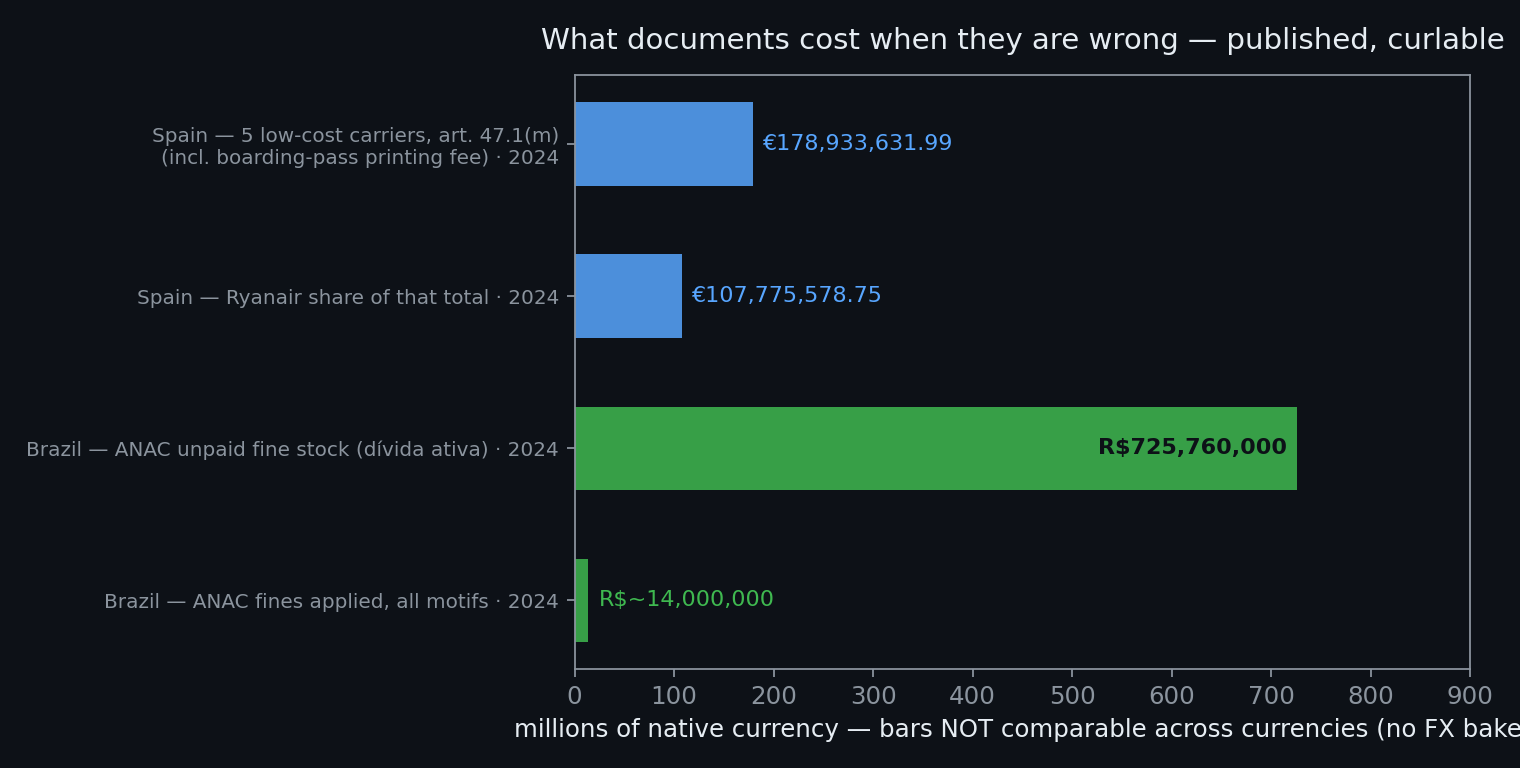 What documents cost when they are wrong — published, curlable
Spain — 5 low-cost carriers, art. 47.1(m)
(incl. boarding-pass printing fee) · 2024
€178,933,631.99
Spain — Ryanair share of that total · 2024
€107,775,578.75
Brazil — ANAC unpaid fine stock (dívida ativa) · 2024
R$725,760,000
Brazil — ANAC fines applied, all motifs · 2024
R$~14,000,000
0 100 200 300 400 500 600 700 800 900
millions of native currency — bars NOT comparable across currencies (no FX bake